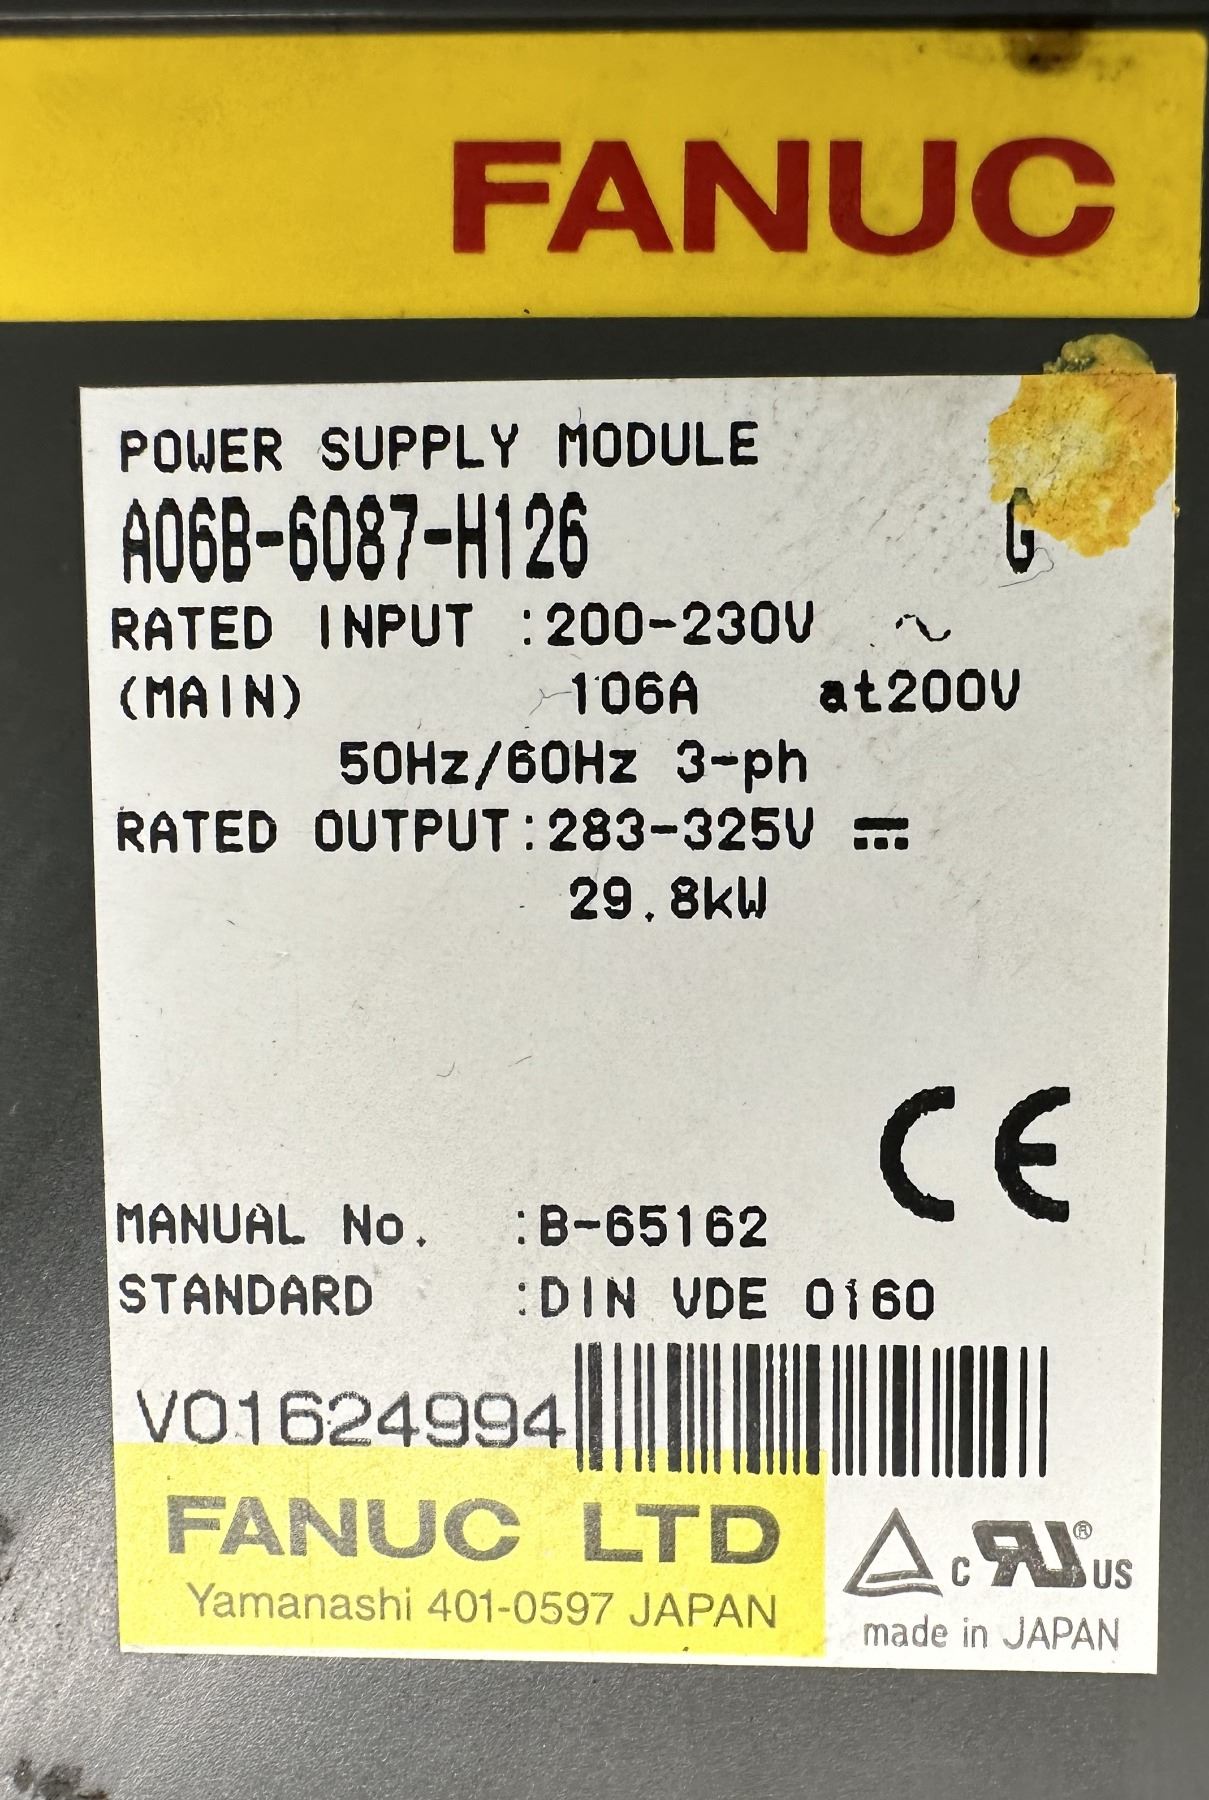 FANUC
POWER SUPPLY MODULE
A06B-6087-H126 G
RATED INPUT :200-230V ~
(MAIN) 106A at200V
50Hz/60Hz 3-ph
RATED OUTPUT:283-325V ⎓
29.8kW
CE
MANUAL No. :B-65162
STANDARD :DIN VDE 0160
V01624994
FANUC LTD
Yamanashi 401-0597 JAPAN
c RU® US
made in JAPAN